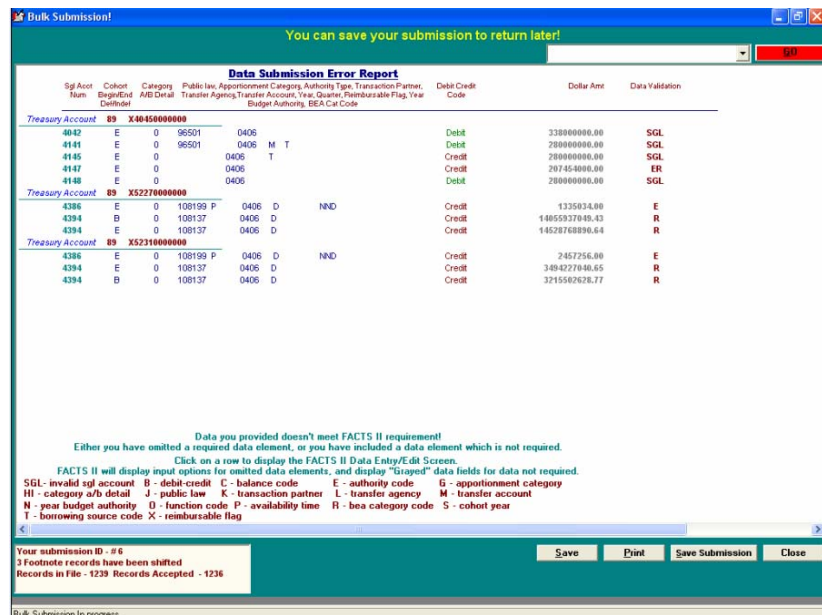 Bulk Submission!
You can save your submission to return later!
GO
Data Submission Error Report
Sgl Acct Num Cohort Begin/End Def/Indef Category A/B Detail Public law, Apportionment Category, Authority Type, Transaction Partner, Transfer Agency, Transfer Account, Year, Quarter, Reimbursable Flag, Year Budget Authority, BEA Cat Code Debit Credit Code Dollar Amt Data Validation
Treasury Account 89 X40450000000
4042 E 0 96501 0406 Debit 338000000.00 SGL
4141 E 0 96501 0406 M T Debit 280000000.00 SGL
4145 E 0 0406 T Credit 280000000.00 SGL
4147 E 0 0406 Credit 207454000.00 ER
4148 E 0 0406 Debit 280000000.00 SGL
Treasury Account 89 X52270000000
4386 E 0 108199 P 0406 D NND Credit 1335034.00 E
4394 B 0 108137 0406 D Credit 14055937049.43 R
4394 E 0 108137 0406 D Credit 14528768890.64 R
Treasury Account 89 X52310000000
4386 E 0 108199 P 0406 D NND Credit 2457256.00 E
4394 E 0 108137 0406 D Credit 3494227040.65 R
4394 B 0 108137 0406 D Credit 3215502628.77 R
Data you provided doesn't meet FACTS II requirement!
Either you have omitted a required data element, or you have included a data element which is not required.
Click on a row to display the FACTS II Data Entry/Edit Screen.
FACTS II will display input options for omitted data elements, and display "Grayed" data fields for data not required.
SGL- invalid sgl account B - debit-credit C - balance code E - authority code G - apportionment category
HI - category a/b detail J - public law K - transaction partner L - transfer agency M - transfer account
N - year budget authority O - function code P - availability time R - bea category code S - cohort year
T - borrowing source code X - reimbursable flag
Your submission ID - # 6
3 Footnote records have been shifted
Records in File - 1239 Records Accepted - 1236
Save Print Save Submission Close
Bulk Submission In progress